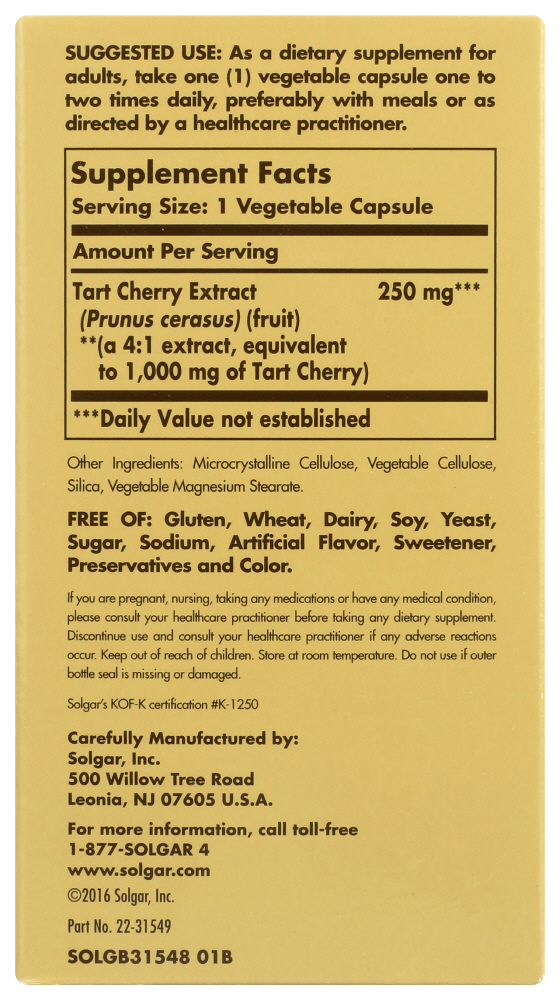 SUGGESTED USE: As a dietary supplement for
adults, take one (1) vegetable capsule one to
two times daily, preferably with meals or as
directed by a healthcare practitioner.
Supplement Facts
Serving Size: 1 Vegetable Capsule
Amount Per Serving
Tart Cherry Extract 250 mg***
(Prunus cerasus) (fruit)
**(a 4:1 extract, equivalent
to 1,000 mg of Tart Cherry)
***Daily Value not established
Other Ingredients: Microcrystalline Cellulose, Vegetable Cellulose,
Silica, Vegetable Magnesium Stearate.
FREE OF: Gluten, Wheat, Dairy, Soy, Yeast,
Sugar, Sodium, Artificial Flavor, Sweetener,
Preservatives and Color.
If you are pregnant, nursing, taking any medications or have any medical condition,
please consult your healthcare practitioner before taking any dietary supplement.
Discontinue use and consult your healthcare practitioner if any adverse reactions
occur. Keep out of reach of children. Store at room temperature. Do not use if outer
bottle seal is missing or damaged.
Solgar's KOF-K certification #K-1250
Carefully Manufactured by:
Solgar, Inc.
500 Willow Tree Road
Leonia, NJ 07605 U.S.A.
For more information, call toll-free
1-877-SOLGAR 4
www.solgar.com
©2016 Solgar, Inc.
Part No. 22-31549
SOLGB31548 01B